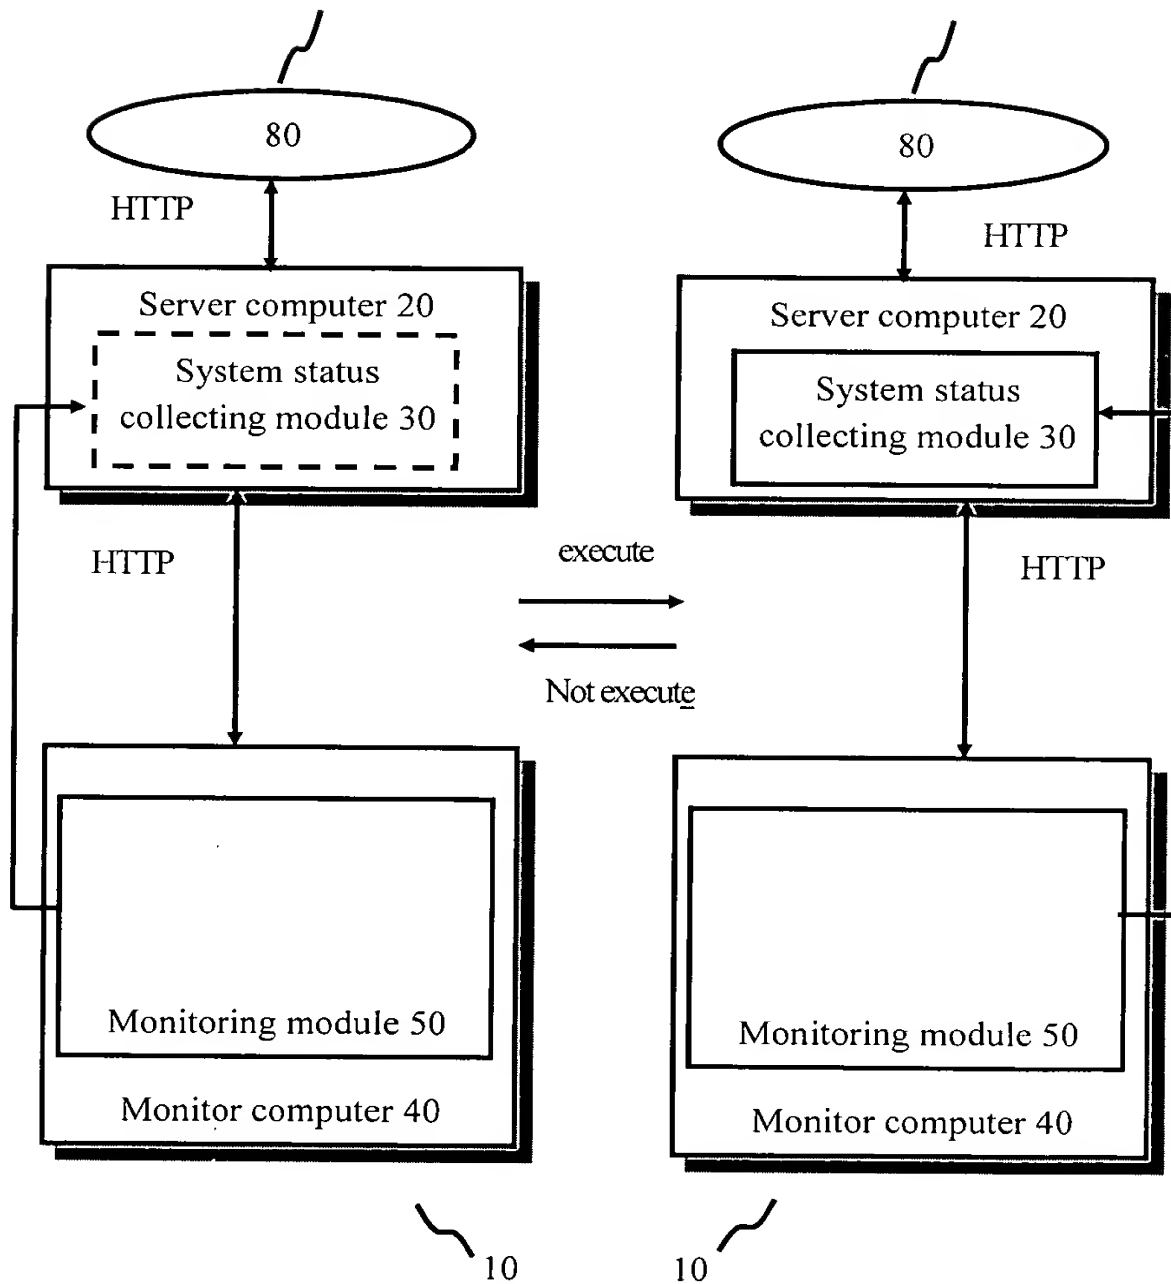 80
HTTP
Server computer 20
System status
collecting module 30
HTTP
Monitoring module 50
Monitor computer 40
10
execute
Not execute
80
HTTP
Server computer 20
System status
collecting module 30
HTTP
Monitoring module 50
Monitor computer 40
10